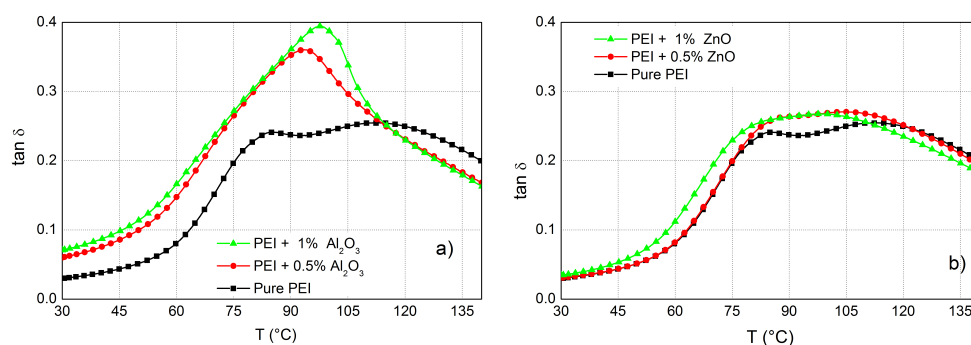 0.4
0.3
0.2
0.1
0.0
tan δ
PEI + 1% Al₂O₃
PEI + 0.5% Al₂O₃
Pure PEI
a)
30 45 60 75 90 105 120 135
T (°C)
0.4
0.3
0.2
0.1
0.0
tan δ
PEI + 1% ZnO
PEI + 0.5% ZnO
Pure PEI
b)
30 45 60 75 90 105 120 135
T (°C)